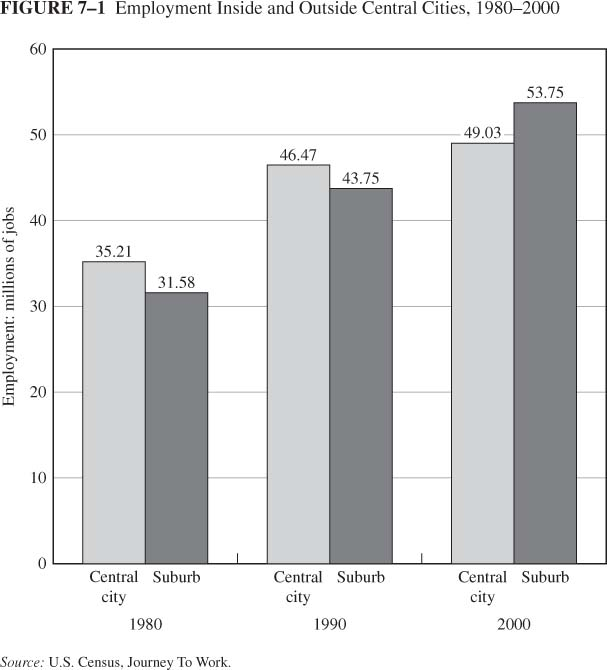 FIGURE 7–1 Employment Inside and Outside Central Cities, 1980–2000
60
50
40
30
20
10
0
Employment: millions of jobs
35.21
31.58
46.47
43.75
49.03
53.75
Central city
Suburb
Central city
Suburb
Central city
Suburb
1980
1990
2000
Source: U.S. Census, Journey To Work.